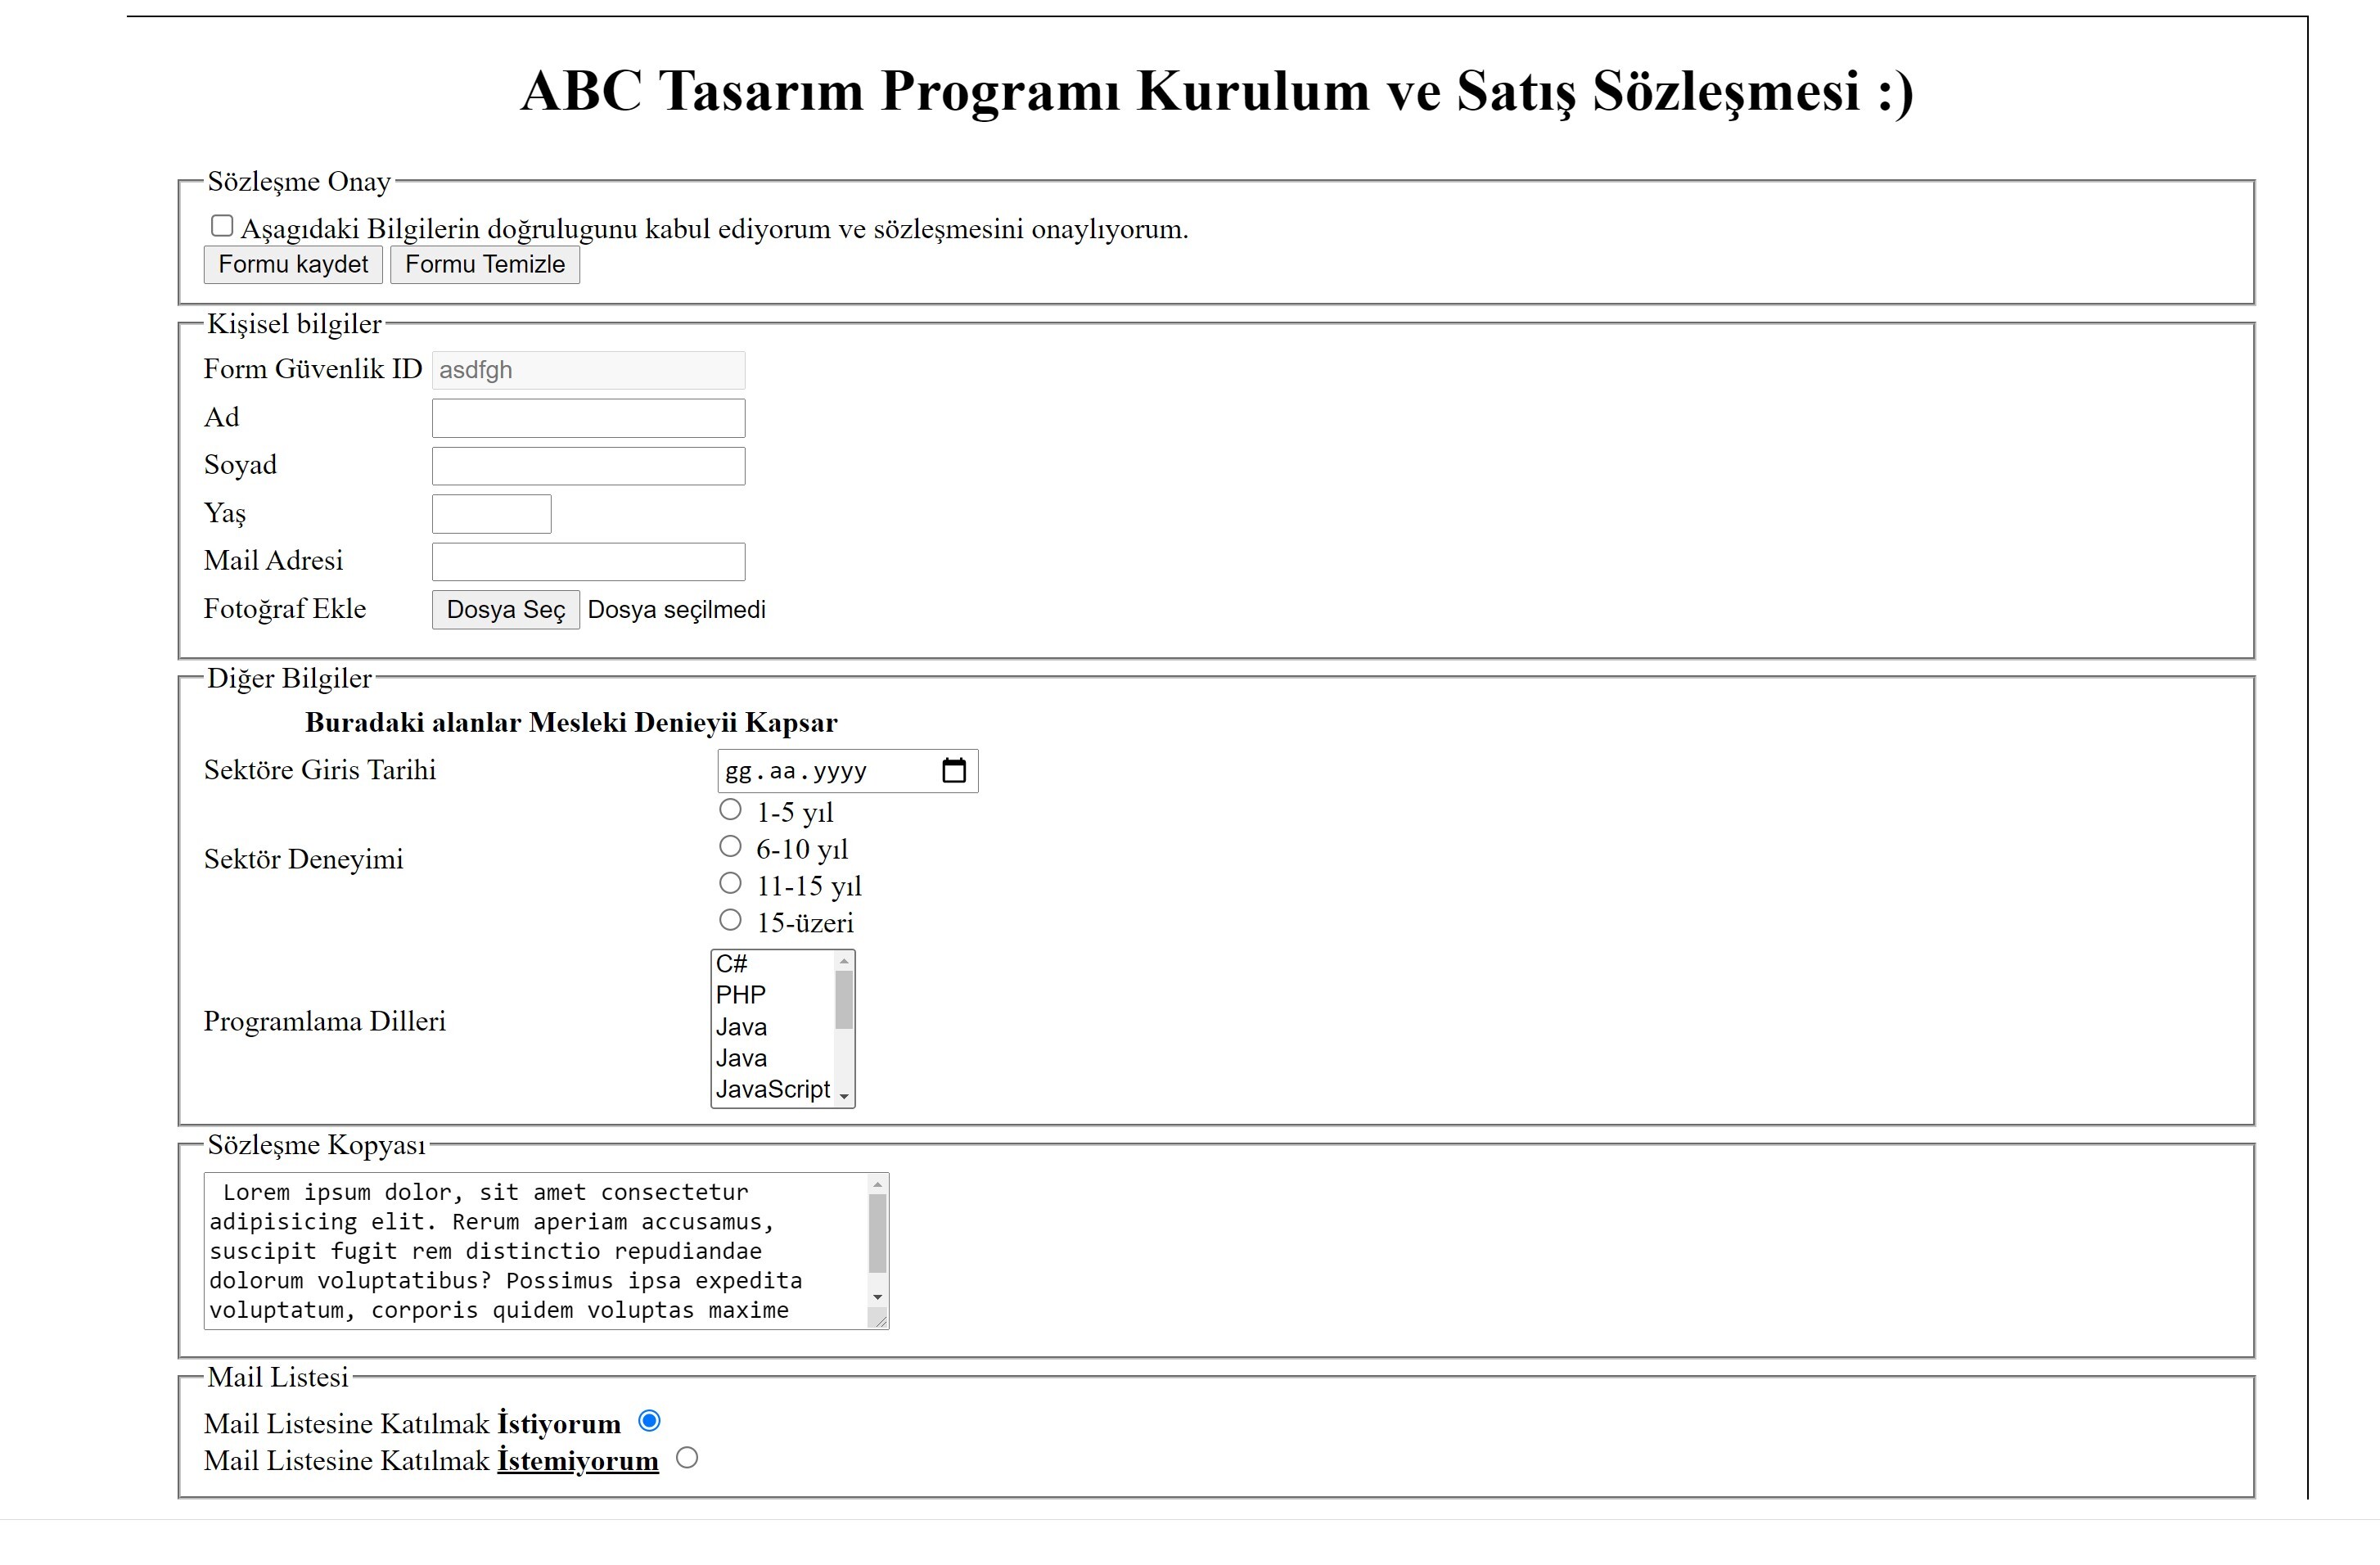 ABC Tasarım Programı Kurulum ve Satış Sözleşmesi :)
Sözleşme Onay
Aşagıdaki Bilgilerin doğrulugunu kabul ediyorum ve sözleşmesini onaylıyorum.
Formu kaydet Formu Temizle
Kişisel bilgiler
Form Güvenlik ID asdfgh
Ad
Soyad
Yaş
Mail Adresi
Fotoğraf Ekle Dosya Seç Dosya seçilmedi
Diğer Bilgiler
Buradaki alanlar Mesleki Denieyii Kapsar
Sektöre Giris Tarihi gg.aa.yyyy
Sektör Deneyimi
1-5 yıl
6-10 yıl
11-15 yıl
15-üzeri
Programlama Dilleri
C#
PHP
Java
Java
JavaScript
Sözleşme Kopyası
Lorem ipsum dolor, sit amet consectetur
adipisicing elit. Rerum aperiam accusamus,
suscipit fugit rem distinctio repudiandae
dolorum voluptatibus? Possimus ipsa expedita
voluptatum, corporis quidem voluptas maxime
Mail Listesi
Mail Listesine Katılmak İstiyorum
Mail Listesine Katılmak İstemiyorum